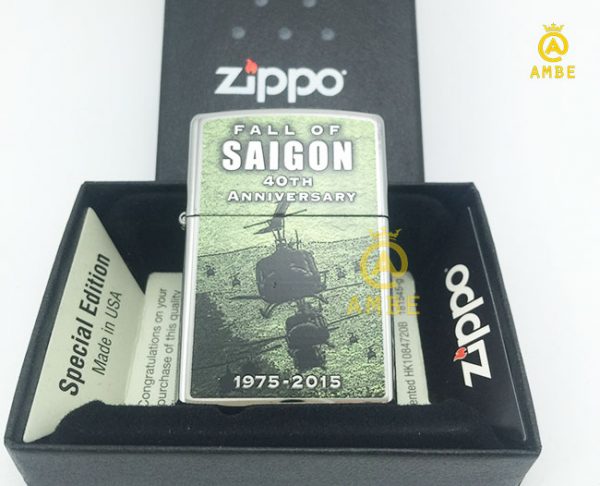 AMBE
zippo
FALL OF
SAIGON
40TH
ANNIVERSARY
AMBE
1975-2015
Special Edition
Made in USA
Congratulations on your
purchase of this quality
zippo